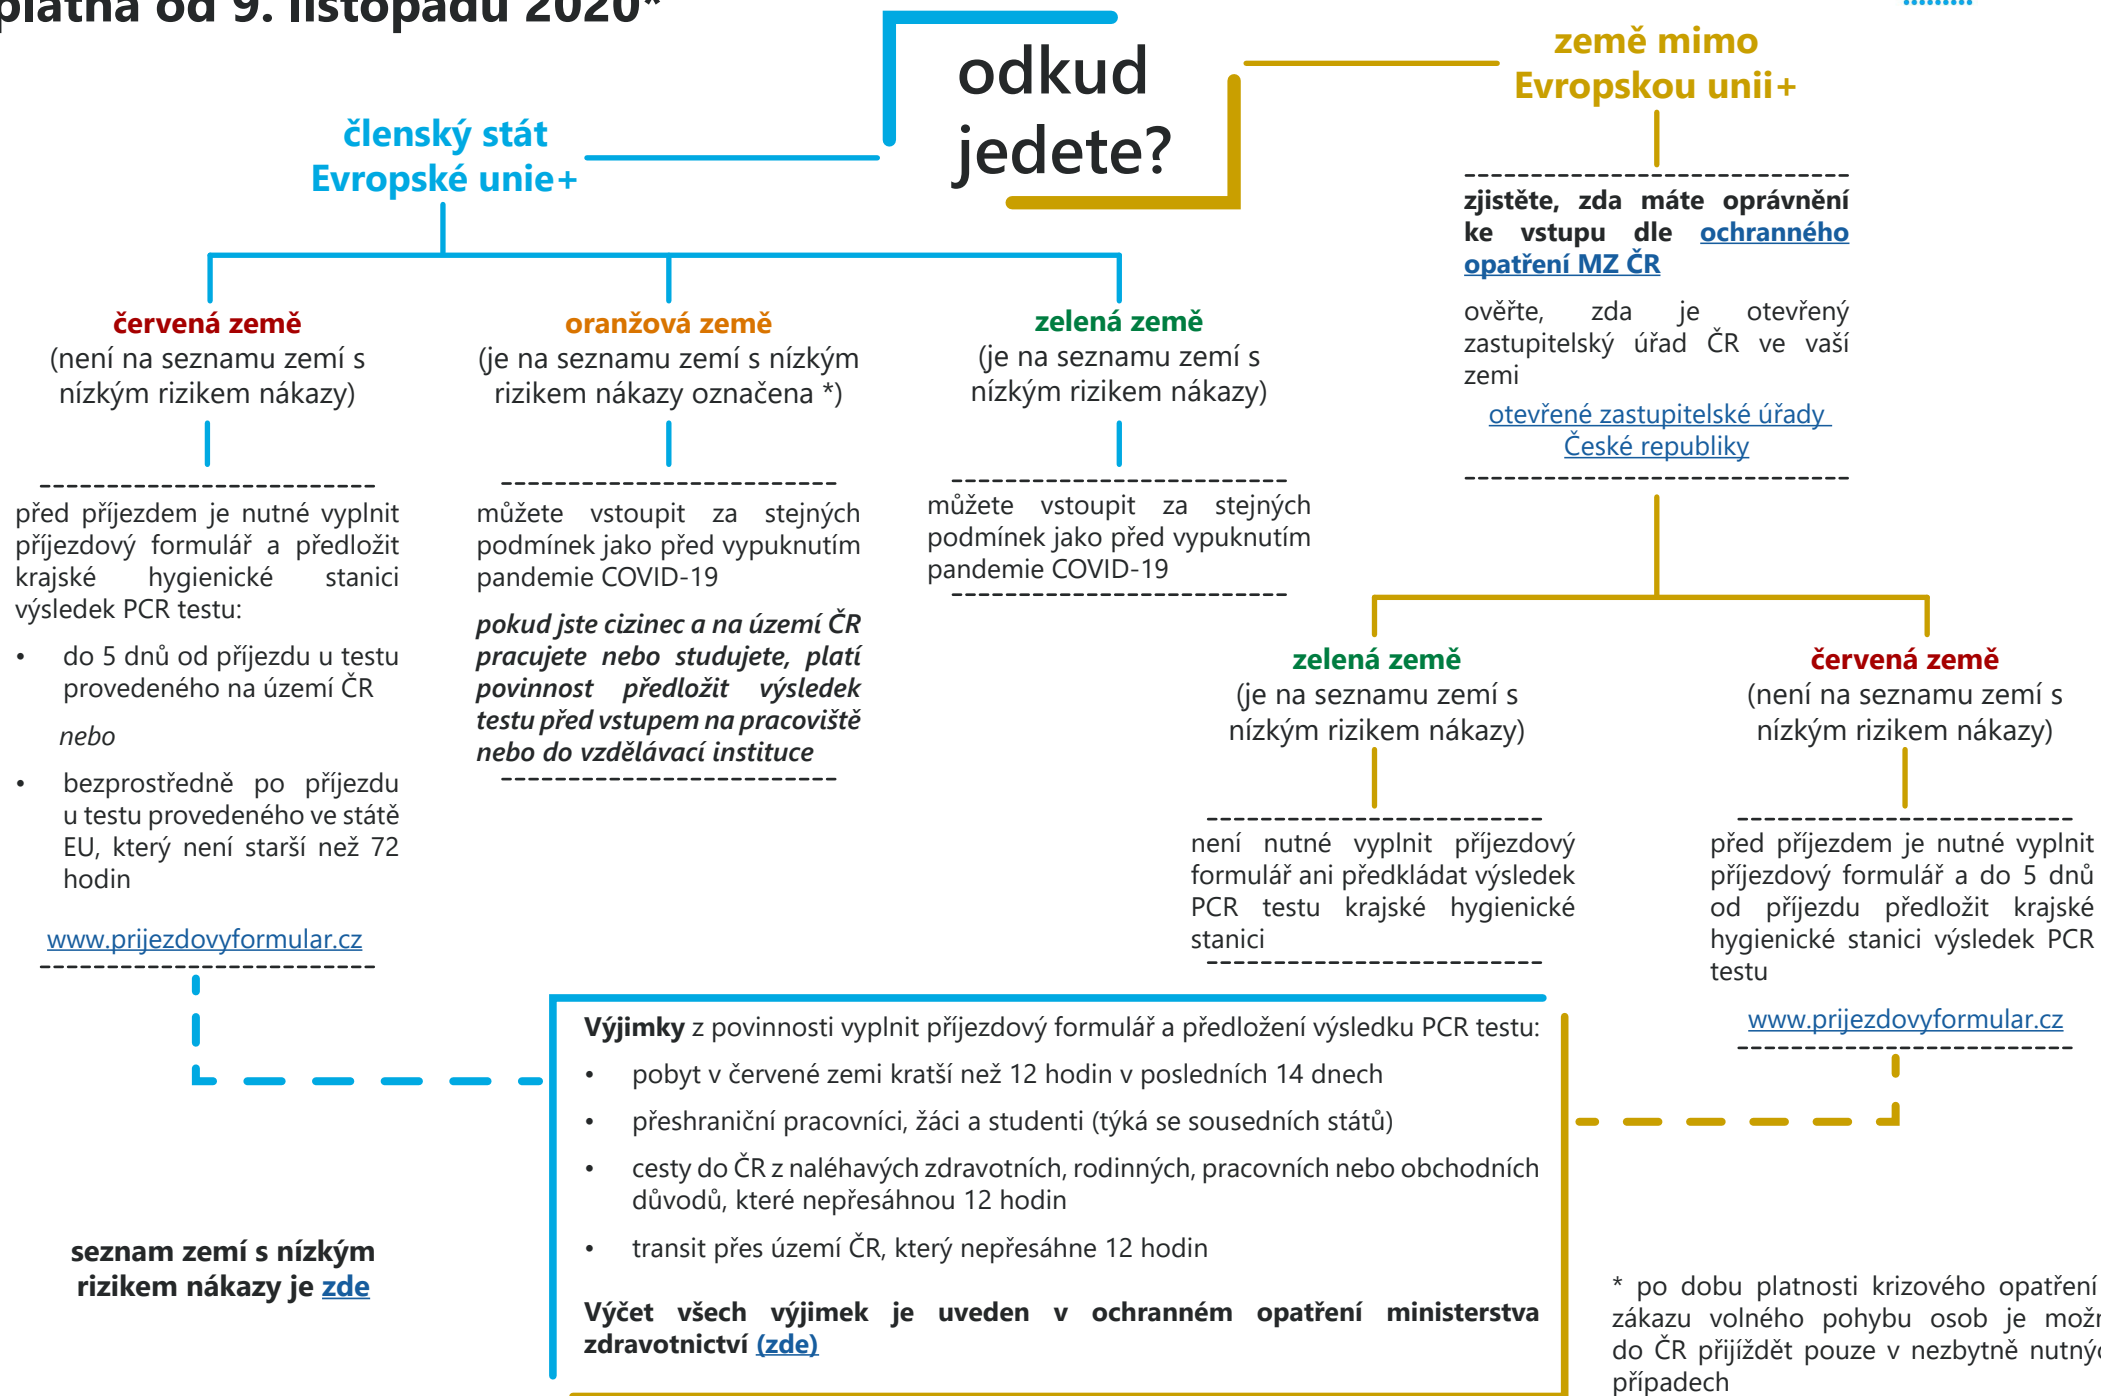 platná od 9. listopadu 2020*
odkud
jedete?
členský stát
Evropské unie+
země mimo
Evropskou unii+
zjistěte, zda máte oprávnění
ke vstupu dle ochranného
opatření MZ ČR
ověřte, zda je otevřený
zastupitelský úřad ČR ve vaší
zemi
otevřené zastupitelské úřady
České republiky
červená země
(není na seznamu zemí s
nízkým rizikem nákazy)
před příjezdem je nutné vyplnit
příjezdový formulář a předložit
krajské hygienické stanici
výsledek PCR testu:
• do 5 dnů od příjezdu u testu
provedeného na území ČR
nebo
• bezprostředně po příjezdu
u testu provedeného ve státě
EU, který není starší než 72
hodin
www.prijezdovyformular.cz
oranžová země
(je na seznamu zemí s nízkým
rizikem nákazy označena *)
můžete vstoupit za stejných
podmínek jako před vypuknutím
pandemie COVID-19
pokud jste cizinec a na území ČR
pracujete nebo studujete, platí
povinnost předložit výsledek
testu před vstupem na pracoviště
nebo do vzdělávací instituce
zelená země
(je na seznamu zemí s
nízkým rizikem nákazy)
můžete vstoupit za stejných
podmínek jako před vypuknutím
pandemie COVID-19
zelená země
(je na seznamu zemí s
nízkým rizikem nákazy)
není nutné vyplnit příjezdový
formulář ani předkládat výsledek
PCR testu krajské hygienické
stanici
červená země
(není na seznamu zemí s
nízkým rizikem nákazy)
před příjezdem je nutné vyplnit
příjezdový formulář a do 5 dnů
od příjezdu předložit krajské
hygienické stanici výsledek PCR
testu
www.prijezdovyformular.cz
Výjimky z povinnosti vyplnit příjezdový formulář a předložení výsledku PCR testu:
• pobyt v červené zemi kratší než 12 hodin v posledních 14 dnech
• přeshraniční pracovníci, žáci a studenti (týká se sousedních států)
• cesty do ČR z naléhavých zdravotních, rodinných, pracovních nebo obchodních
důvodů, které nepřesáhnou 12 hodin
• transit přes území ČR, který nepřesáhne 12 hodin
Výčet všech výjimek je uveden v ochranném opatření ministerstva
zdravotnictví (zde)
seznam zemí s nízkým
rizikem nákazy je zde
* po dobu platnosti krizového opatření
zákazu volného pohybu osob je
do ČR přijíždět pouze v nezbytně
případech